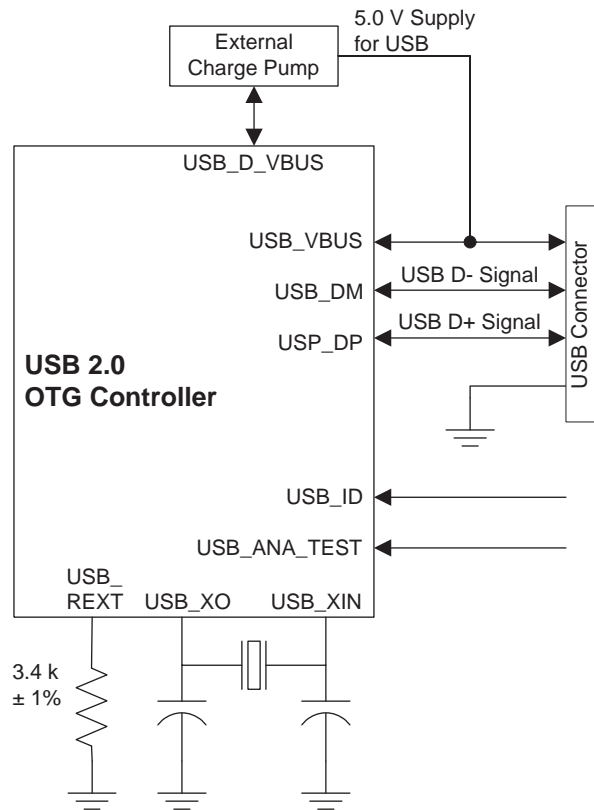 5.0 V Supply
for USB
External
Charge Pump
USB_D_VBUS
USB_VBUS
USB_DM
USB D- Signal
USP_DP
USB D+ Signal
USB Connector
USB 2.0
OTG Controller
USB_ID
USB_ANA_TEST
USB_
REXT
USB_XO
USB_XIN
3.4 k
± 1%